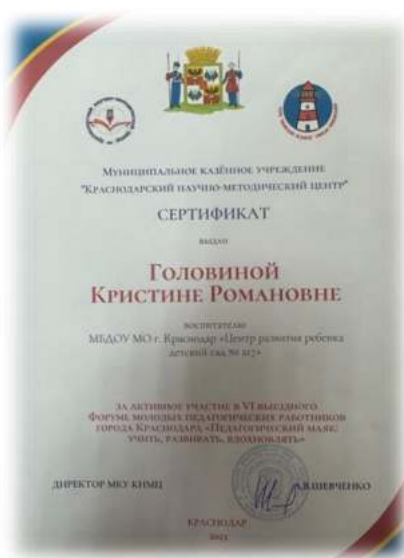 Муниципальное казённое учреждение
"Краснодарский научно-методический центр"
СЕРТИФИКАТ
выдан
Головиной
Кристине Романовне
воспитателю
МБДОУ МО г. Краснодар «Центр развития ребенка
детский сад № 217»
за активное участие в VI выездного
Форуме молодых педагогических работников
города Краснодара «Педагогический маяк:
учить, развивать, вдохновлять»
Директор МКУ КНМЦ
А.В.Шевченко
Краснодар